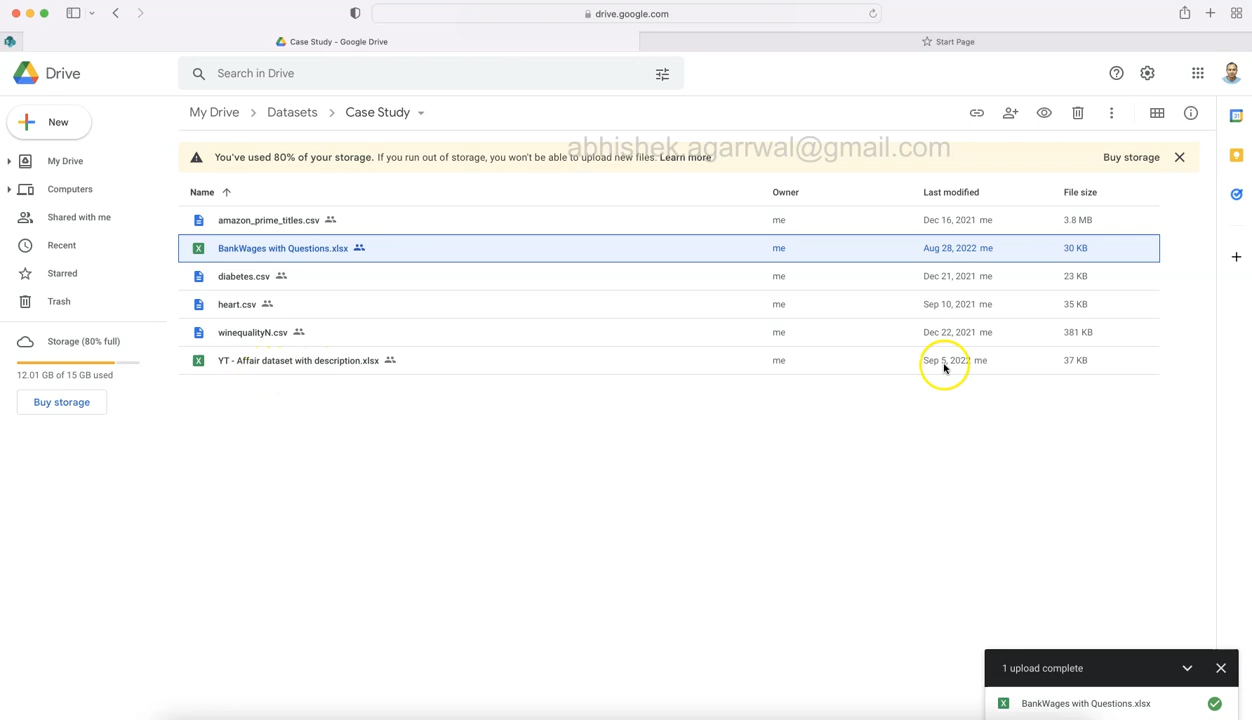 drive.google.com
Case Study - Google Drive
Start Page
Drive
Search in Drive
New
My Drive
Computers
Shared with me
Recent
Starred
Trash
Storage (80% full)
12.01 GB of 15 GB used
Buy storage
My Drive Datasets Case Study
abhishek.agarrwal@gmail.com
You've used 80% of your storage. If you run out of storage, you won't be able to upload new files. Learn more Buy storage
Name Owner Last modified File size
amazon_prime_titles.csv me Dec 16, 2021 me 3.8 MB
BankWages with Questions.xlsx me Aug 28, 2022 me 30 KB
diabetes.csv me Dec 21, 2021 me 23 KB
heart.csv me Sep 10, 2021 me 35 KB
winequalityN.csv me Dec 22, 2021 me 381 KB
YT - Affair dataset with description.xlsx me Sep 5, 2022 me 37 KB
1 upload complete
BankWages with Questions.xlsx